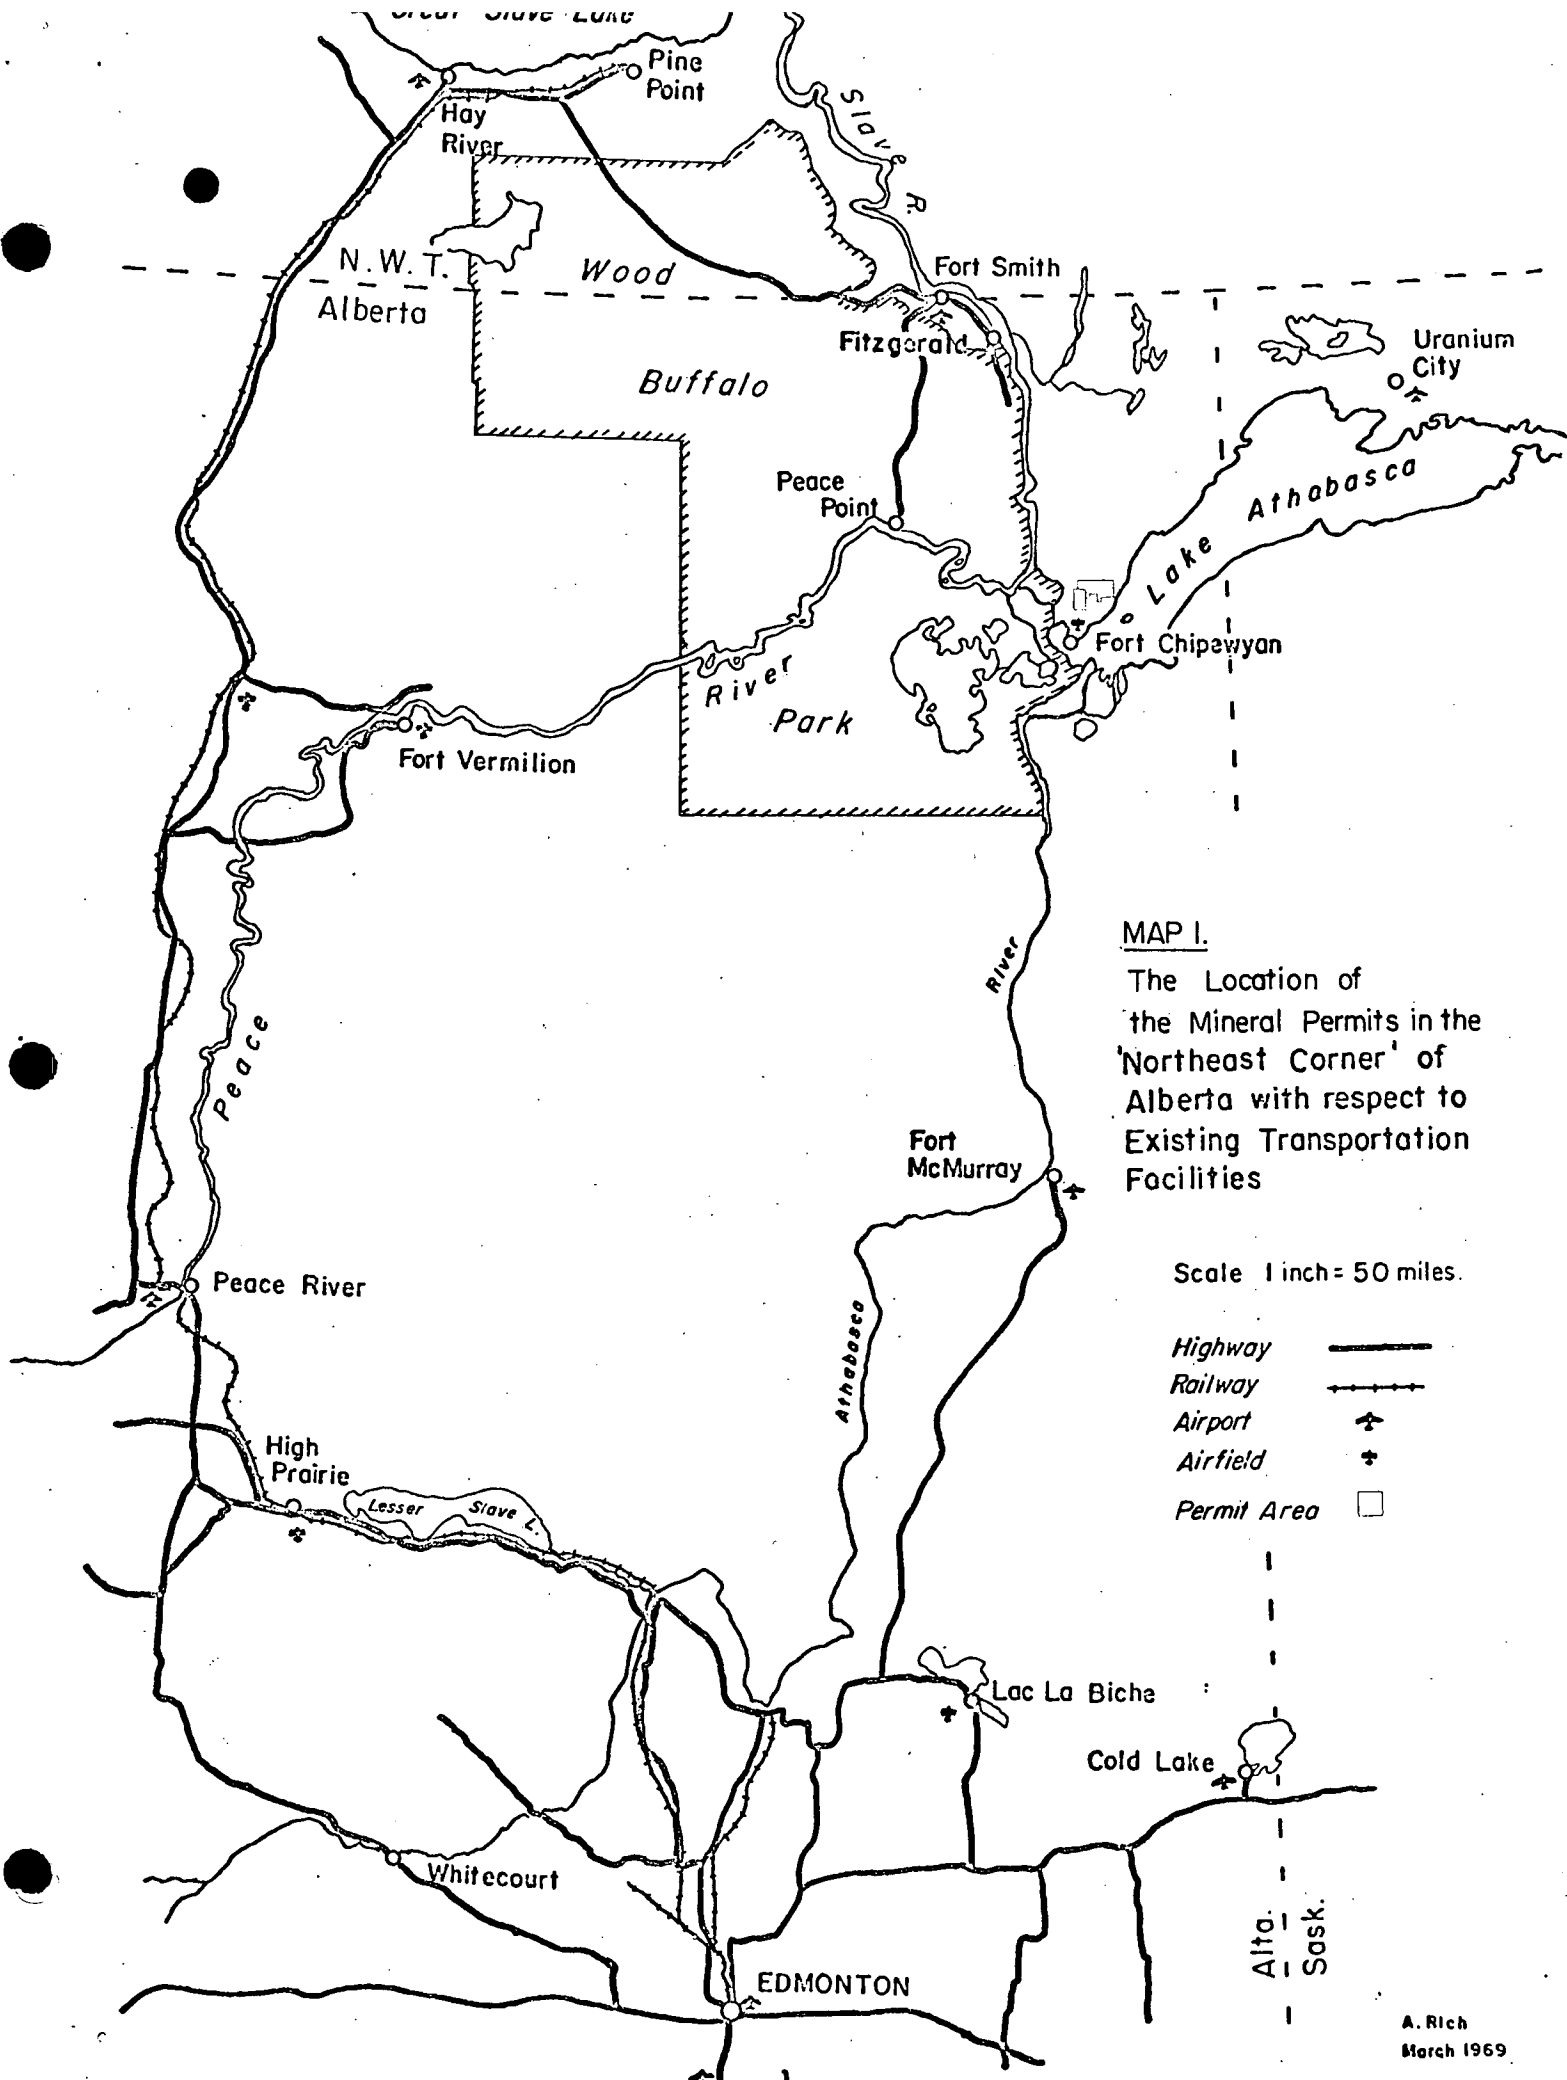 Great Slave Lake
Pine
Point
Hay
River
Slave
R.
N.W.T.
Alberta
Wood
Fort Smith
Fitzgerald
Buffalo
Uranium
City
Peace
Point
Lake Athabasca
Fort Chipewyan
River
Park
Fort Vermilion
Peace
River
MAP 1.
The Location of
the Mineral Permits in the
'Northeast Corner' of
Alberta with respect to
Existing Transportation
Facilities
Fort
McMurray
Scale 1 inch = 50 miles.
Peace River
Highway
Railway
Airport
Airfield
Permit Area
Athabasca
High
Prairie
Lesser Slave L.
Lac La Biche
Cold Lake
Whitecourt
Alta.
Sask.
EDMONTON
A. Rich
March 1969